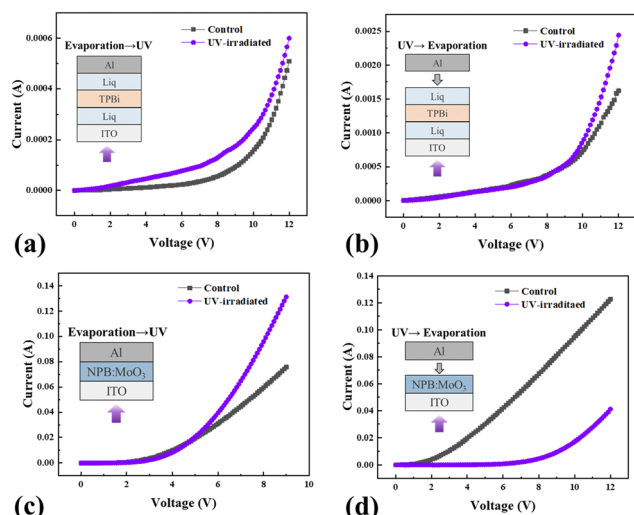 0.0006
0.0004
0.0002
0.0000
Current (A)
Control
UV-irradiated
Evaporation→UV
Al
Liq
TPBi
Liq
ITO
0 2 4 6 8 10 12
Voltage (V)
(a)
0.0025
0.0020
0.0015
0.0010
0.0005
0.0000
Current (A)
Control
UV-irradiated
UV→ Evaporation
Al
Liq
TPBi
Liq
ITO
0 2 4 6 8 10 12
Voltage (V)
(b)
0.14
0.12
0.10
0.08
0.06
0.04
0.02
0.00
Current (A)
Control
UV-irradiated
Evaporation→UV
Al
NPB:MoO3
ITO
0 2 4 6 8 10
Voltage (V)
(c)
0.14
0.12
0.10
0.08
0.06
0.04
0.02
0.00
Current (A)
Control
UV-irraditaed
UV→ Evaporation
Al
NPB:MoO3
ITO
0 2 4 6 8 10 12
Voltage (V)
(d)